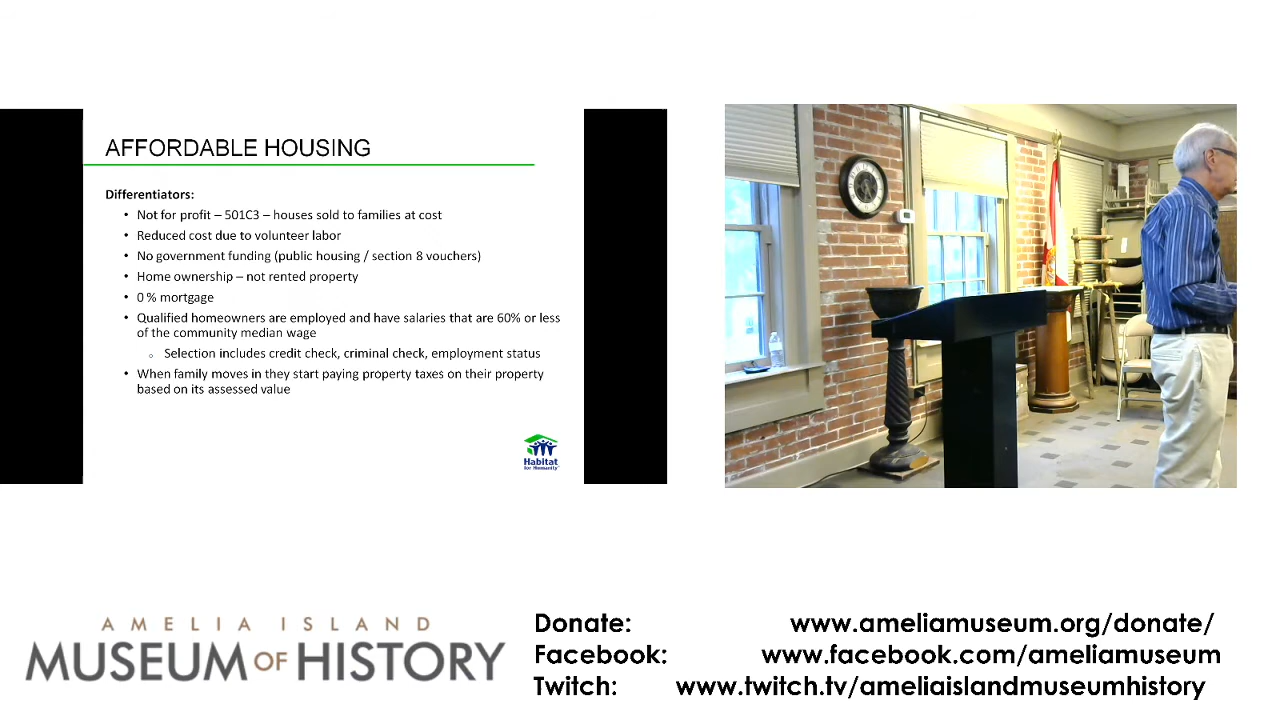 AFFORDABLE HOUSING
Differentiators:
• Not for profit – 501C3 – houses sold to families at cost
• Reduced cost due to volunteer labor
• No government funding (public housing / section 8 vouchers)
• Home ownership – not rented property
• 0 % mortgage
• Qualified homeowners are employed and have salaries that are 60% or less
of the community median wage
o Selection includes credit check, criminal check, employment status
• When family moves in they start paying property taxes on their property
based on its assessed value
Habitat
for Humanity
AMELIA ISLAND
MUSEUM OF HISTORY
Donate: www.ameliamuseum.org/donate/
Facebook: www.facebook.com/ameliamuseum
Twitch: www.twitch.tv/ameliaislandmuseumhistory